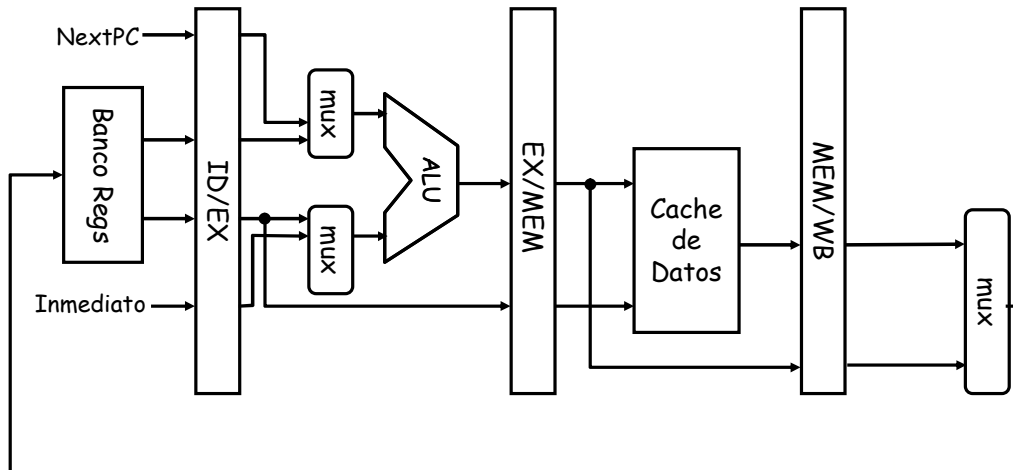 NextPC
Banco Regs
Inmediato
ID/EX
mux
mux
ALU
EX/MEM
Cache
de
Datos
MEM/WB
mux